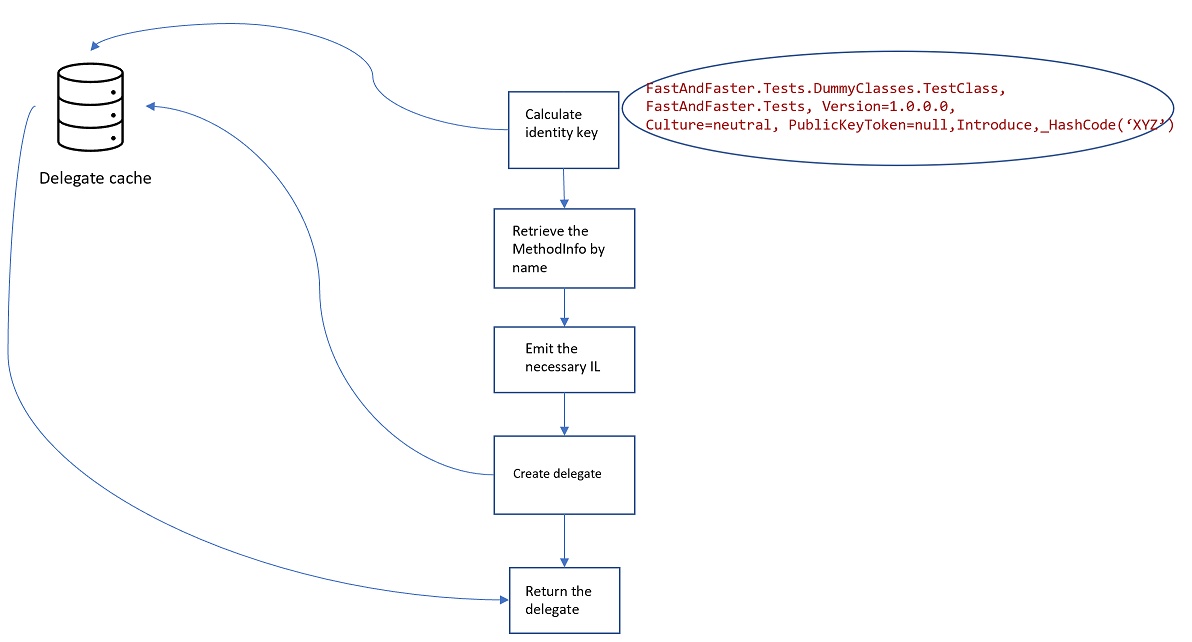 Delegate cache
Calculate
identity key
FastAndFaster.Tests.DummyClasses.TestClass,
FastAndFaster.Tests, Version=1.0.0.0,
Culture=neutral, PublicKeyToken=null,Introduce,_HashCode(‘XYZ’)
Retrieve the
MethodInfo by
name
Emit the
necessary IL
Create delegate
Return the
delegate